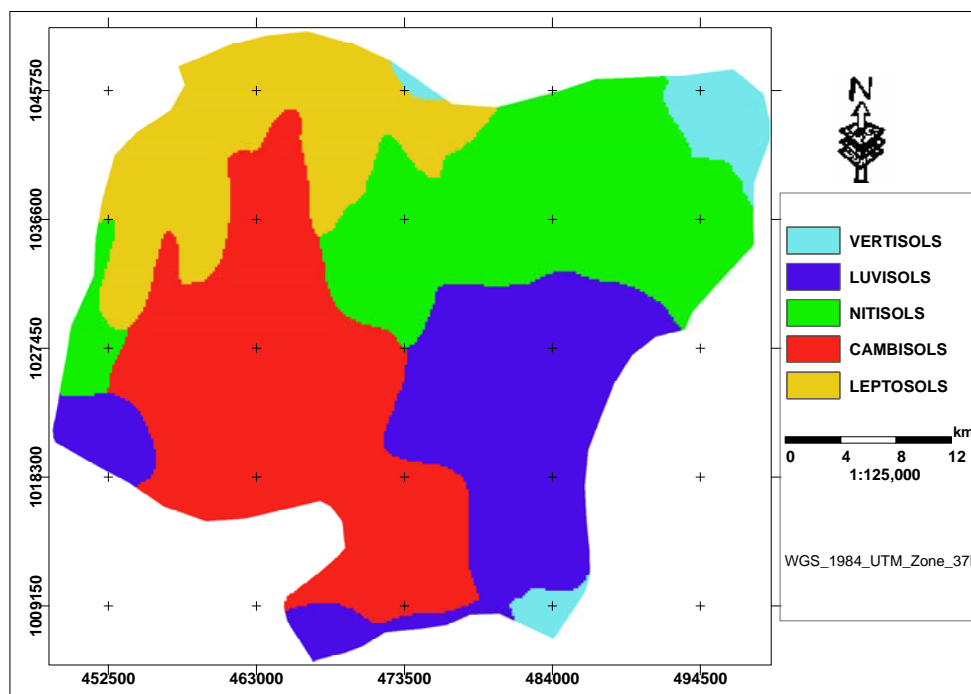 1045750
1036600
1027450
1018300
1009150
452500
463000
473500
484000
494500
N
VERTISOLS
LUVISOLS
NITISOLS
CAMBISOLS
LEPTOSOLS
km
0 4 8 12
1:125,000
WGS_1984_UTM_Zone_37